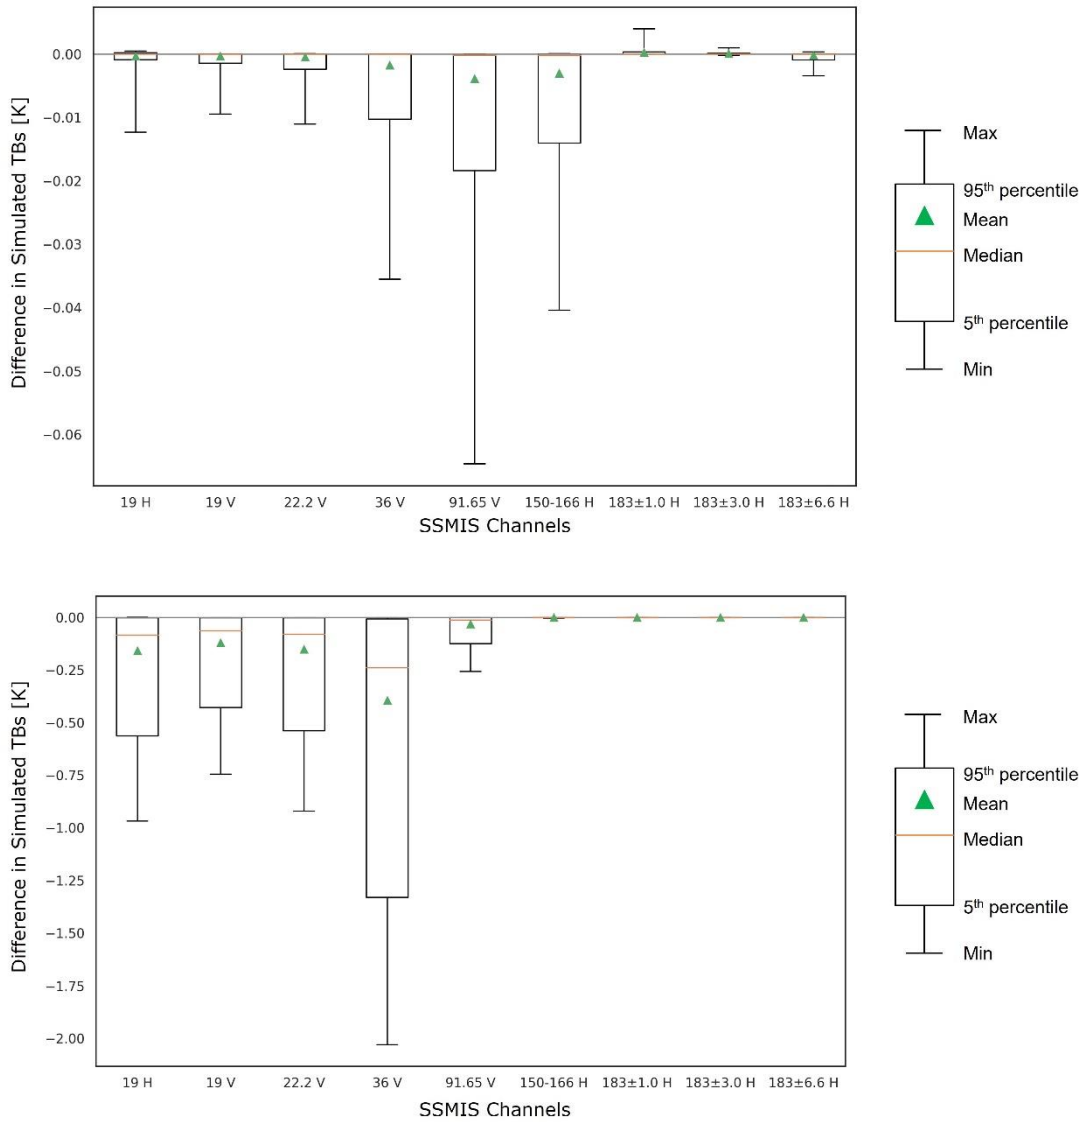 0.00
−0.01
−0.02
−0.03
−0.04
−0.05
−0.06
Difference in Simulated TBs [K]
19 H 19 V 22.2 V 36 V 91.65 V 150-166 H 183±1.0 H 183±3.0 H 183±6.6 H
SSMIS Channels
Max
95th percentile
Mean
Median
5th percentile
Min
0.00
−0.25
−0.50
−0.75
−1.00
−1.25
−1.50
−1.75
−2.00
Difference in Simulated TBs [K]
19 H 19 V 22.2 V 36 V 91.65 V 150-166 H 183±1.0 H 183±3.0 H 183±6.6 H
SSMIS Channels
Max
95th percentile
Mean
Median
5th percentile
Min